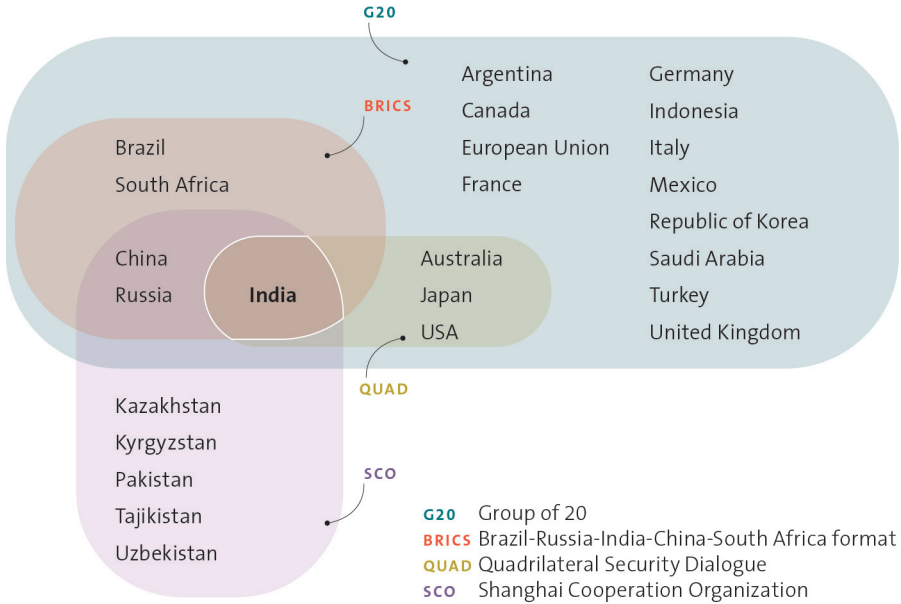 G20
Argentina
Canada
European Union
France
Germany
Indonesia
Italy
Mexico
Republic of Korea
Saudi Arabia
Turkey
United Kingdom
BRICS
Brazil
South Africa
China
Russia
India
Australia
Japan
USA
QUAD
Kazakhstan
Kyrgyzstan
Pakistan
Tajikistan
Uzbekistan
SCO
G20 Group of 20
BRICS Brazil-Russia-India-China-South Africa format
QUAD Quadrilateral Security Dialogue
SCO Shanghai Cooperation Organization